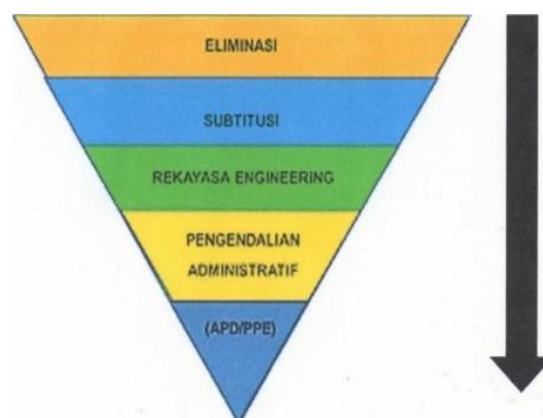 ELIMINASI
SUBTITUSI
REKAYASA ENGINEERING
PENGENDALIAN
ADMINISTRATIF
(APD/PPE)